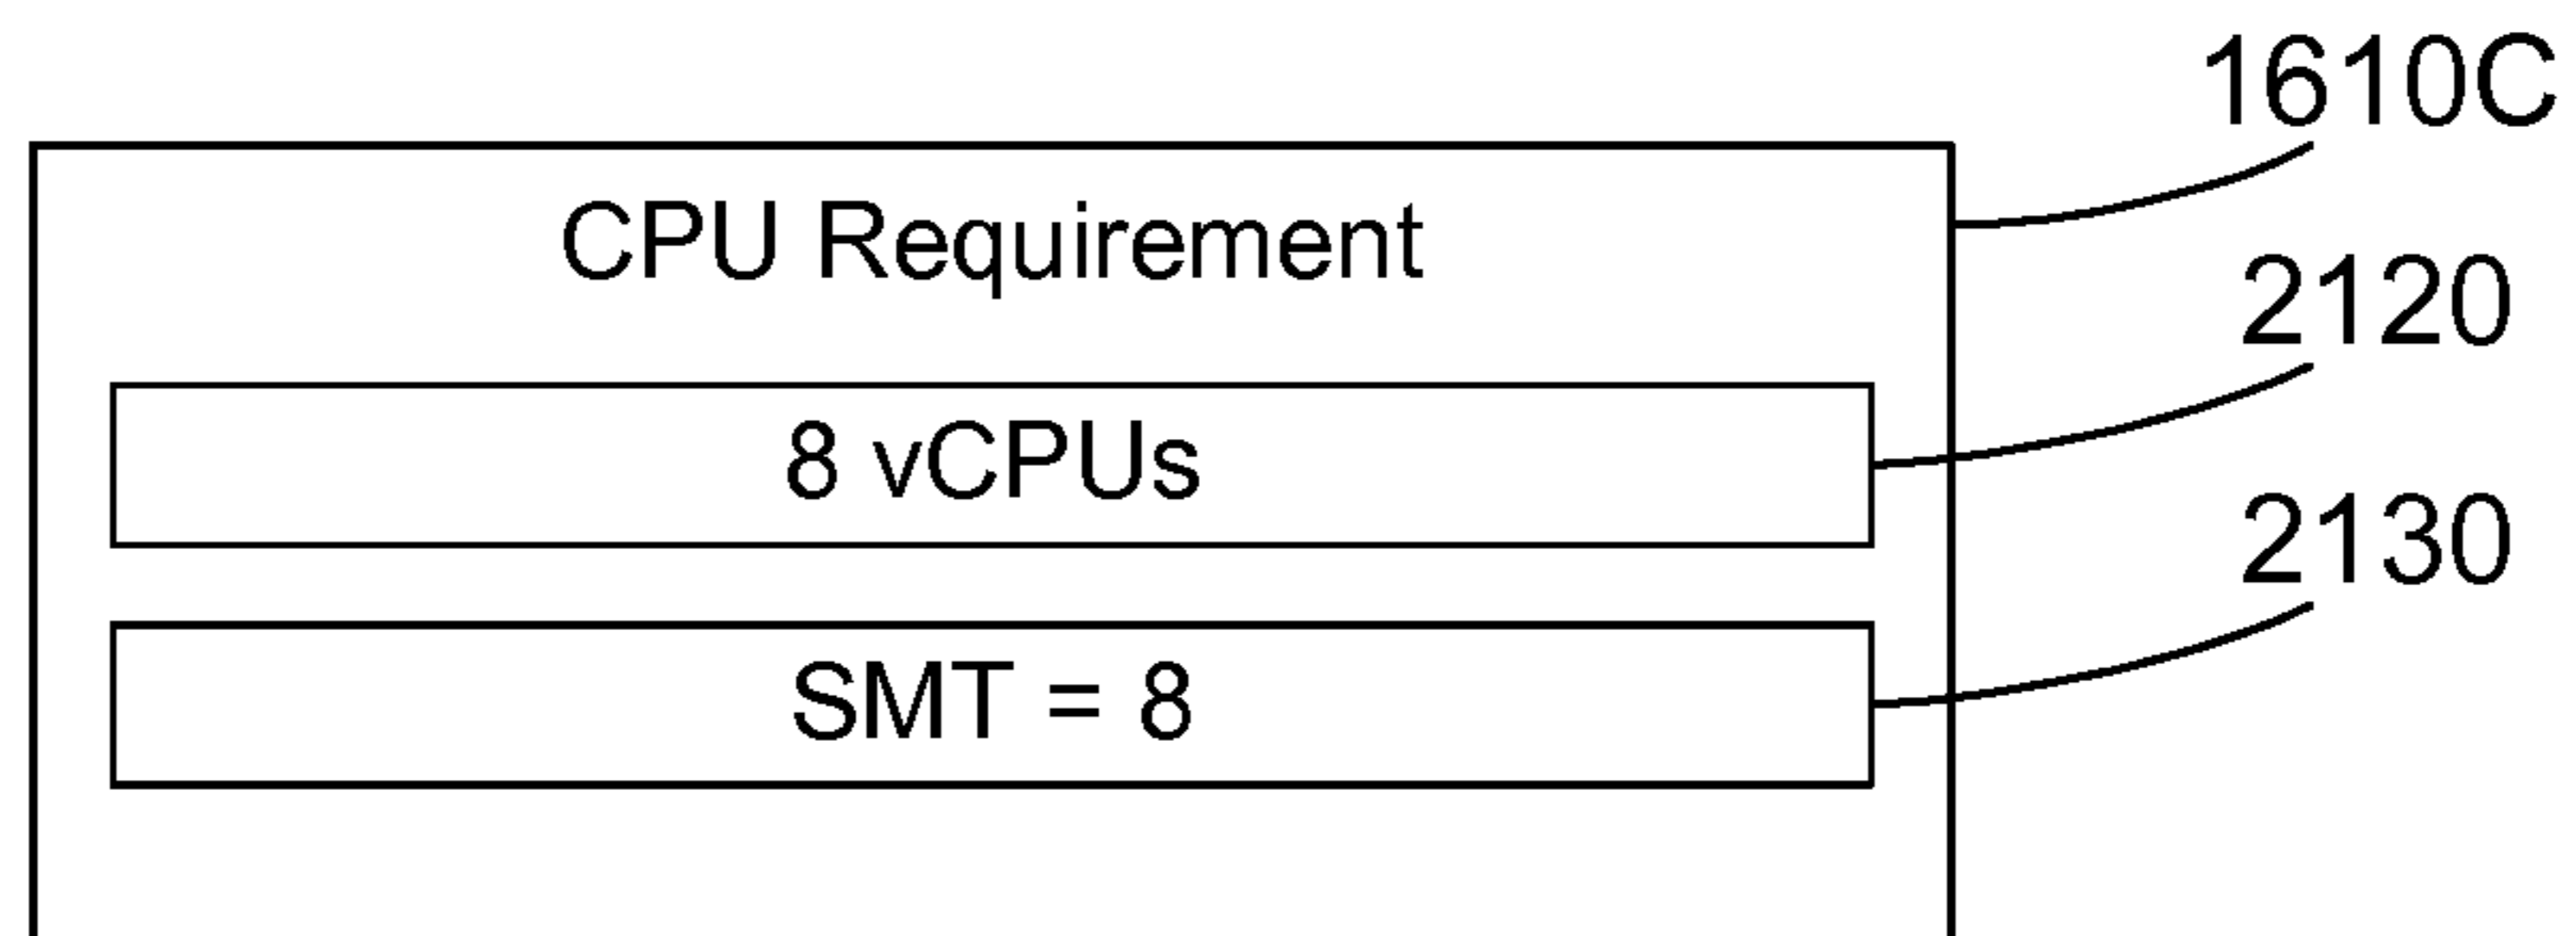 1610C
CPU Requirement
2120
8 vCPUs
2130
SMT = 8